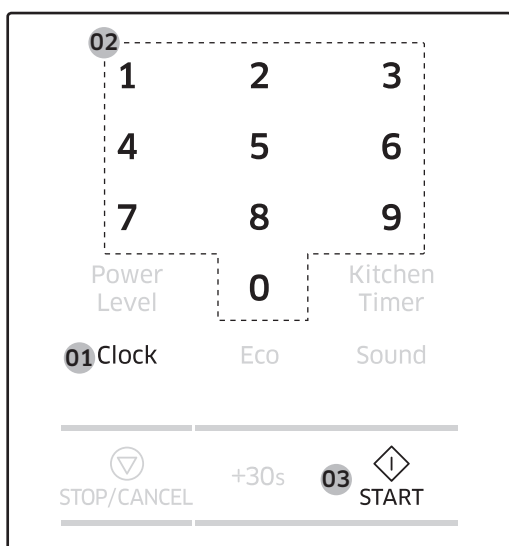 02
1 2 3
4 5 6
7 8 9
Power Level 0 Kitchen Timer
01 Clock Eco Sound
STOP/CANCEL +30s 03 START